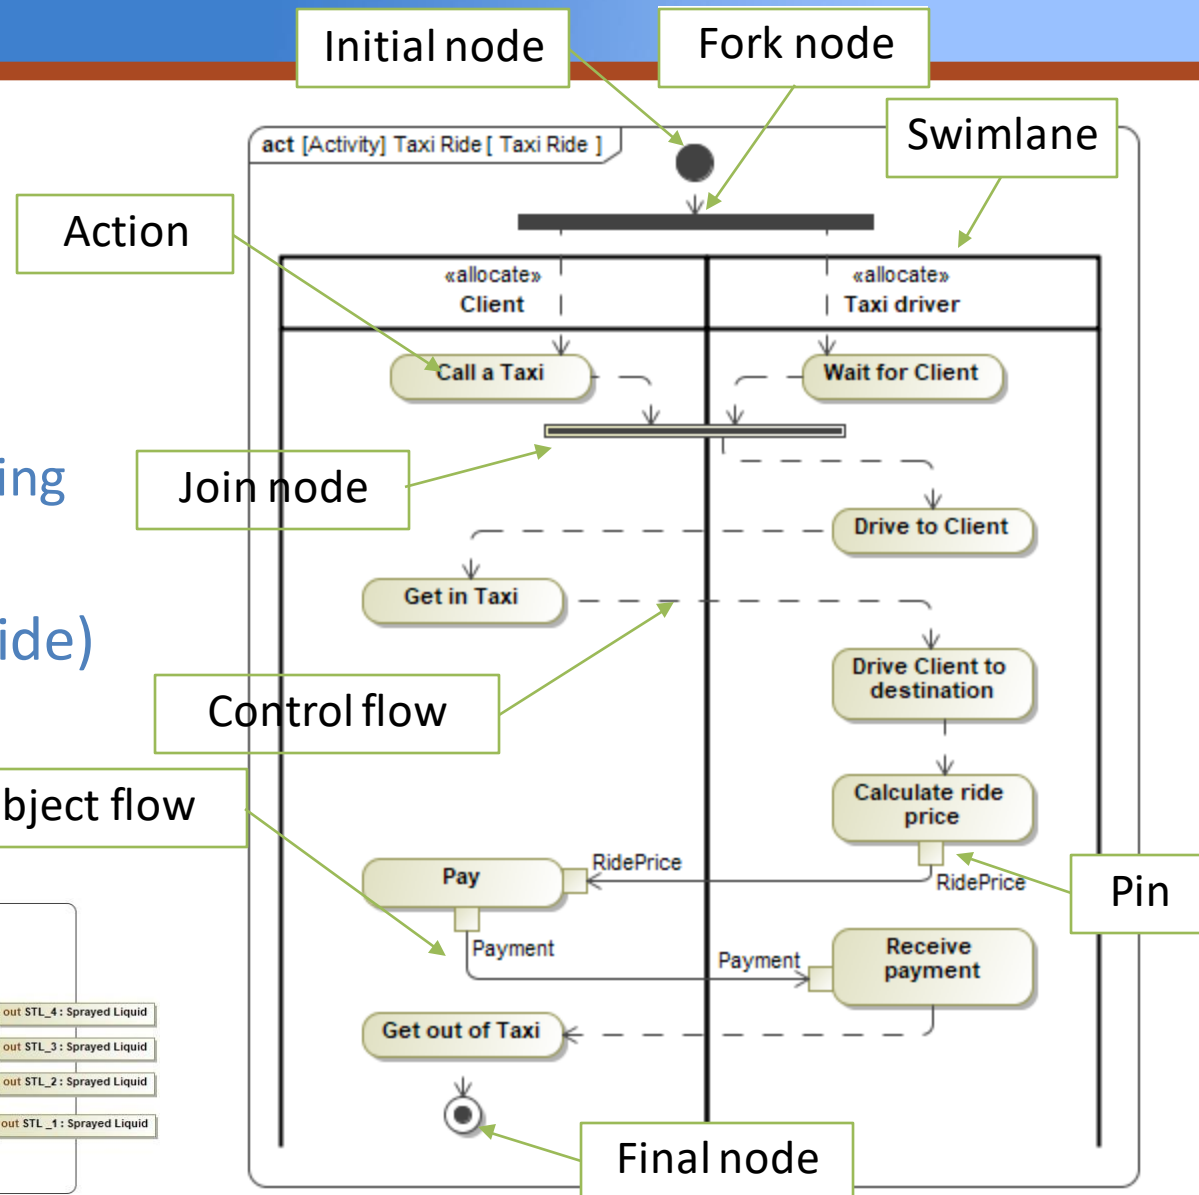 Initial node
Fork node
Swimlane
act [Activity] Taxi Ride [ Taxi Ride ]
Action
«allocate»
Client
«allocate»
Taxi driver
Call a Taxi
Wait for Client
ing
Join node
Drive to Client
Get in Taxi
ide)
Drive Client to
destination
Control flow
Calculate ride
price
bject flow
RidePrice
Pay
RidePrice
Pin
Payment
Payment
Receive
payment
out STL_4 : Sprayed Liquid
Get out of Taxi
out STL_3 : Sprayed Liquid
out STL_2 : Sprayed Liquid
out STL _1 : Sprayed Liquid
Final node